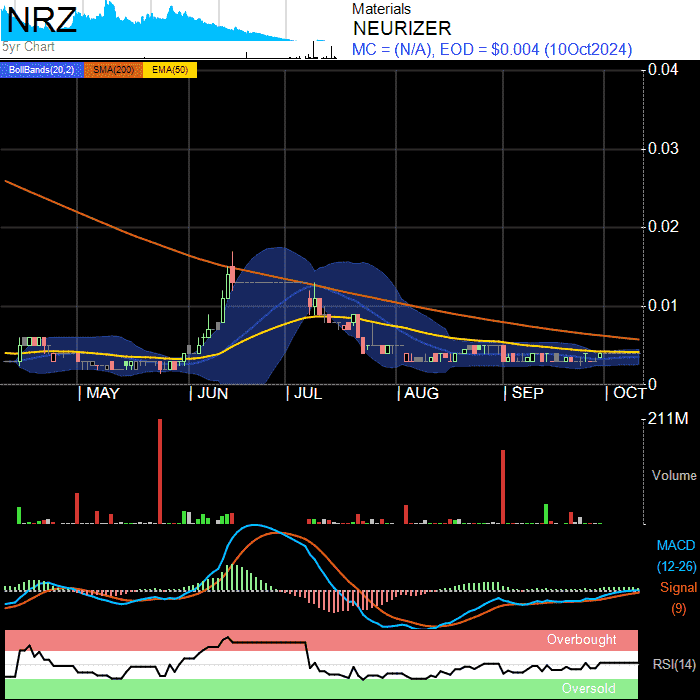 NRZ
5yr Chart
Materials
NEURIZER
MC = (N/A), EOD = $0.004 (10Oct2024)
BollBands(20,2) SMA(200) EMA(50)
0.04
0.03
0.02
0.01
0
| MAY | JUN | JUL | AUG | SEP | OCT
211M
Volume
MACD
(12-26)
Signal
(9)
Overbought
RSI(14)
Oversold